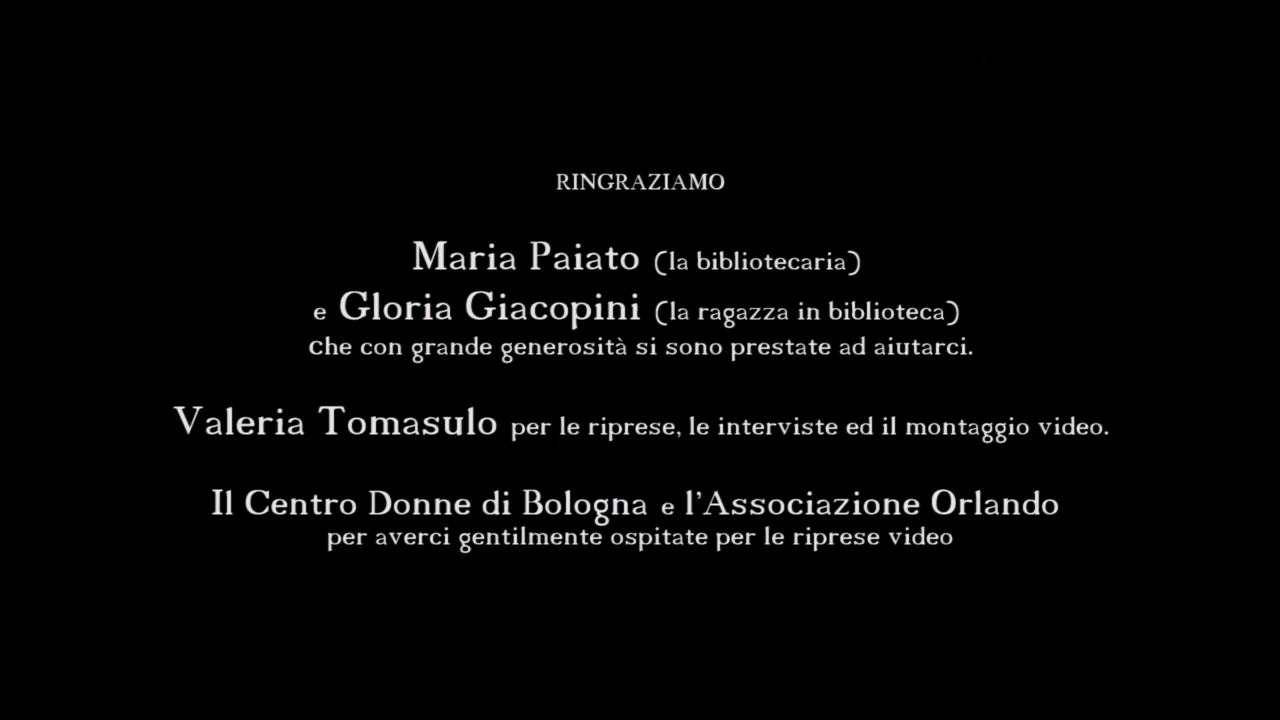 RINGRAZIAMO
Maria Paiato (la bibliotecaria)
e Gloria Giacopini (la ragazza in biblioteca)
che con grande generosità si sono prestate ad aiutarci.
Valeria Tomasulo per le riprese, le interviste ed il montaggio video.
Il Centro Donne di Bologna e l'Associazione Orlando
per averci gentilmente ospitate per le riprese video